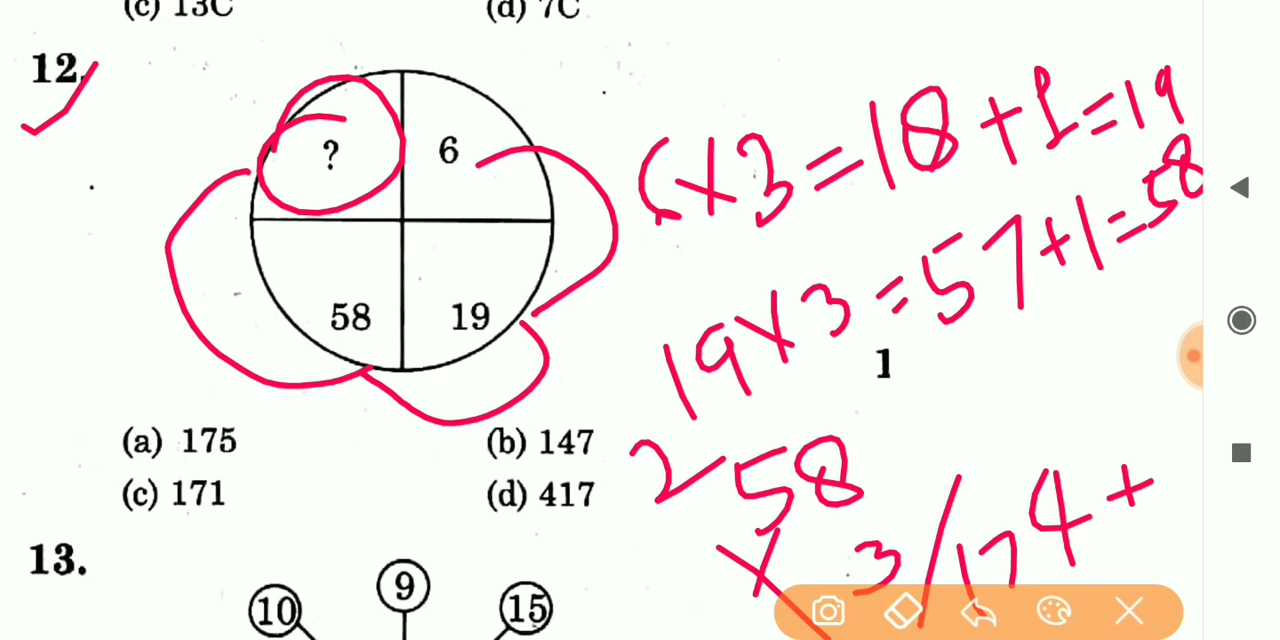 (c) 13C (d) 7C
12.
? 6
58 19
6 x 3 = 18 + 1 = 19
19 x 3 = 57 + 1 = 58
1
(a) 175 (b) 147
(c) 171 (d) 417
2 58
x 3 / 174 +
13.
10 9 15